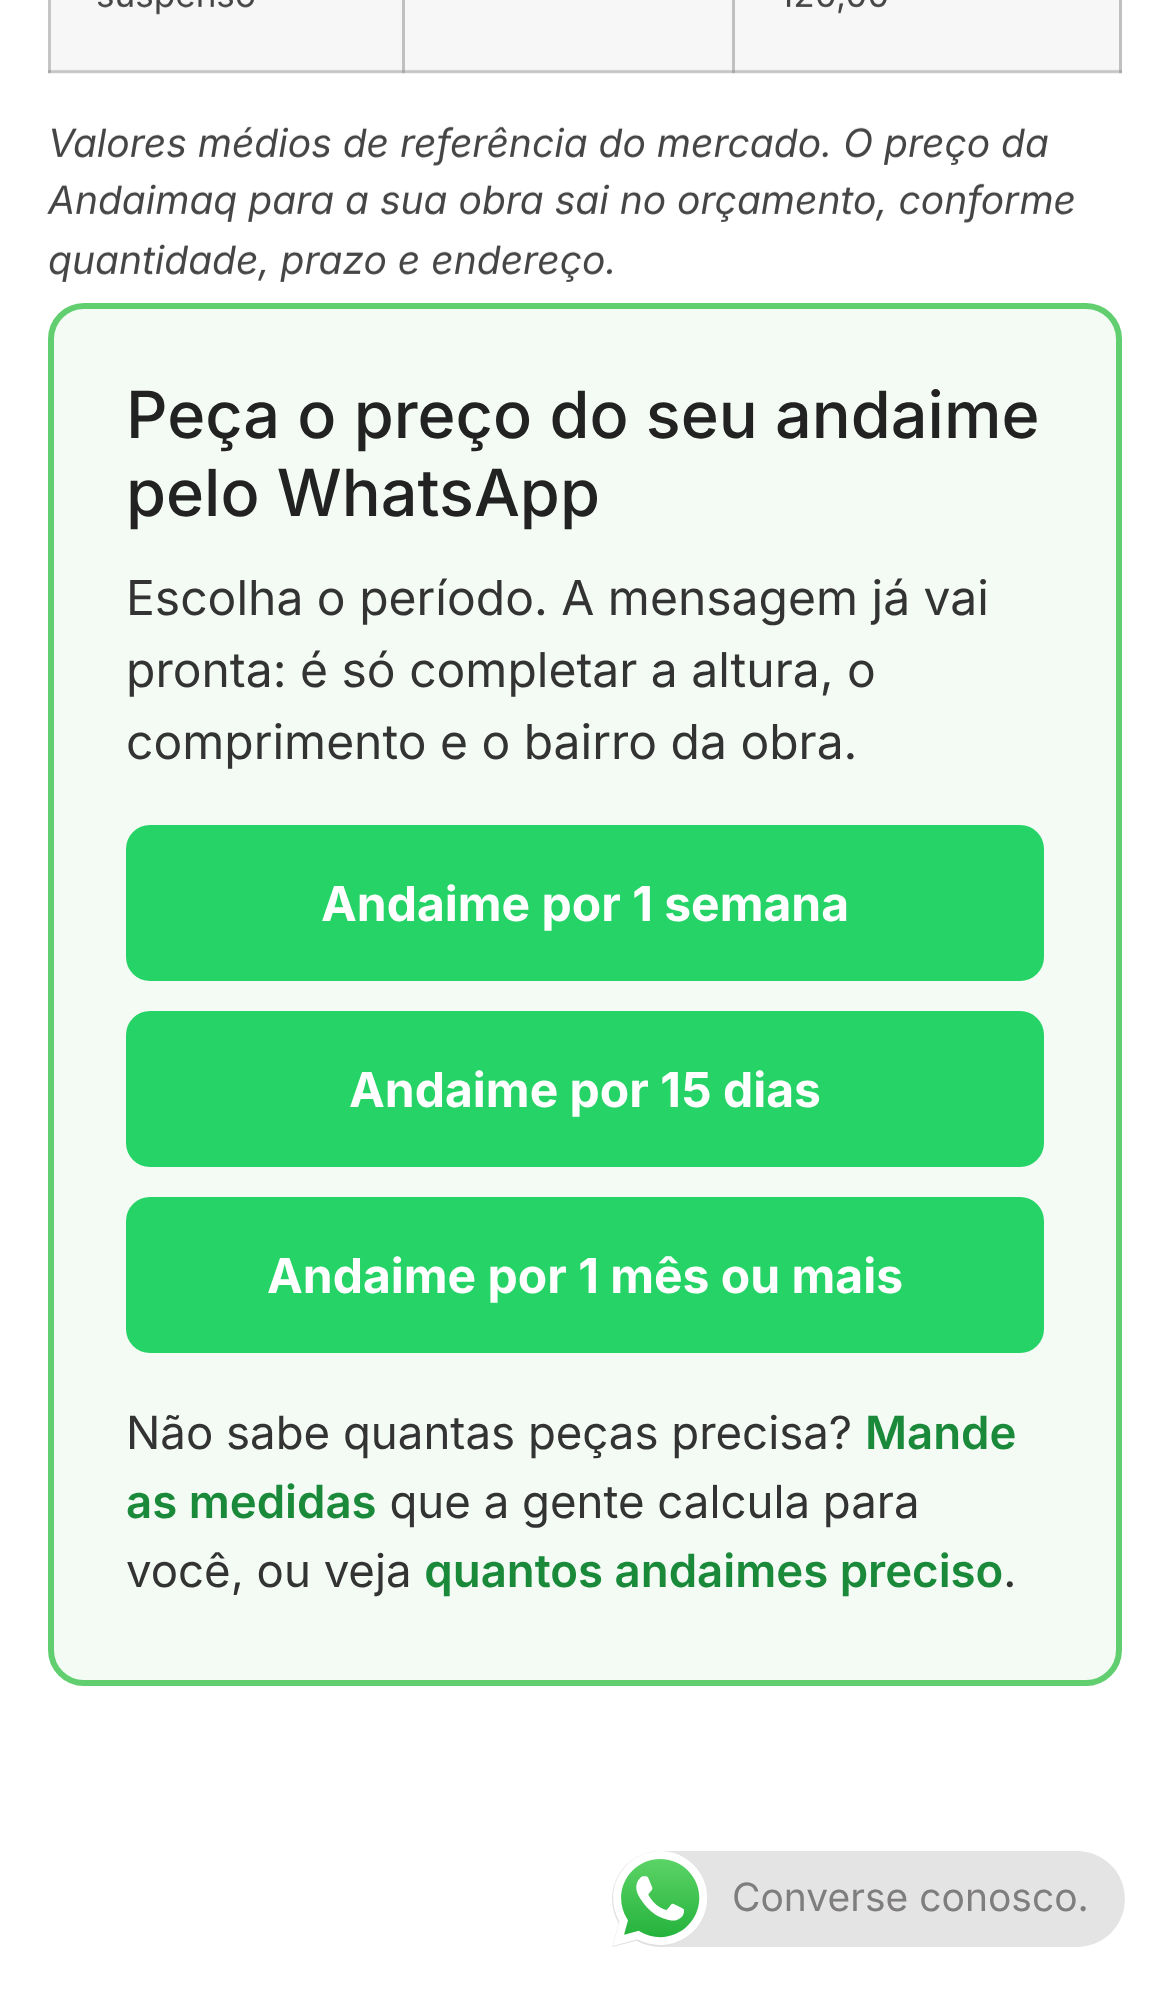 Valores médios de referência do mercado. O preço da
Andaimaq para a sua obra sai no orçamento, conforme
quantidade, prazo e endereço.
Peça o preço do seu andaime
pelo WhatsApp
Escolha o período. A mensagem já vai
pronta: é só completar a altura, o
comprimento e o bairro da obra.
Andaime por 1 semana
Andaime por 15 dias
Andaime por 1 mês ou mais
Não sabe quantas peças precisa? Mande
as medidas que a gente calcula para
você, ou veja quantos andaimes preciso.
Converse conosco.